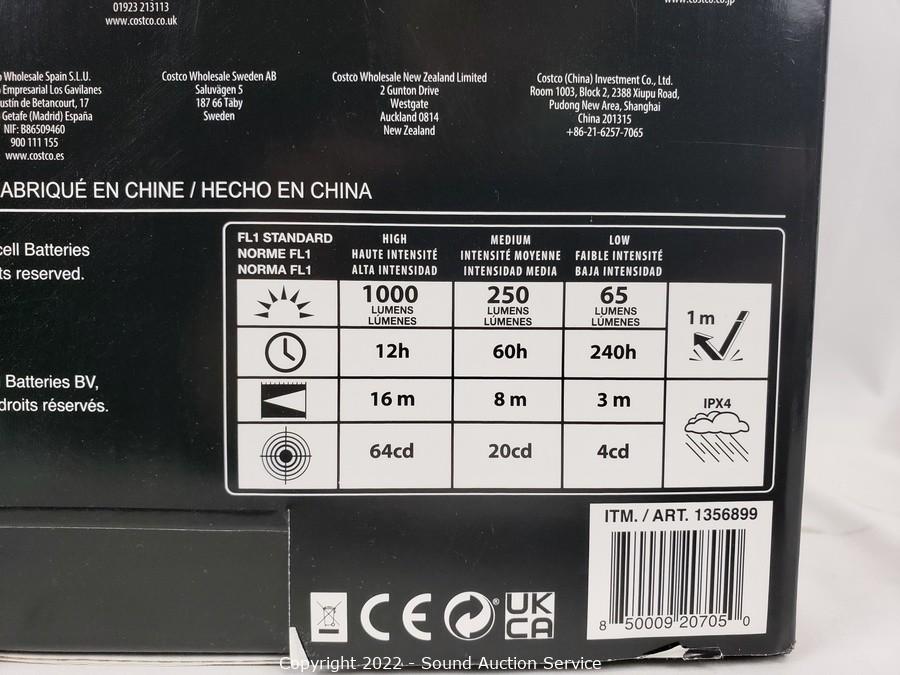 01923 213113
www.costco.co.uk
www.costco.jp
Wholesale Spain S.L.U.
Empresarial Los Gavilanes
ustín de Betancourt, 17
Getafe (Madrid) España
NIF: B86509460
900 111 155
www.costco.es
Costco Wholesale Sweden AB
Saluvägen 5
187 66 Täby
Sweden
Costco Wholesale New Zealand Limited
2 Gunton Drive
Westgate
Auckland 0814
New Zealand
Costco (China) Investment Co., Ltd.
Room 1003, Block 2, 2388 Xiupu Road,
Pudong New Area, Shanghai
China 201315
+86-21-6257-7065
ABRIQUÉ EN CHINE / HECHO EN CHINA
cell Batteries
ts reserved.
Batteries BV,
droits réservés.
FL1 STANDARD
NORME FL1
NORMA FL1
HIGH
HAUTE INTENSITÉ
ALTA INTENSIDAD
MEDIUM
INTENSITÉ MOYENNE
INTENSIDAD MEDIA
LOW
FAIBLE INTENSITÉ
BAJA INTENSIDAD
1000
LUMENS
LÚMENES
250
LUMENS
LÚMENES
65
LUMENS
LÚMENES
1 m
12h 60h 240h
16 m 8 m 3 m
IPX4
64cd 20cd 4cd
ITM. / ART. 1356899
8 50009 20705 0
CE
UK
CA
Copyright 2022 - Sound Auction Service